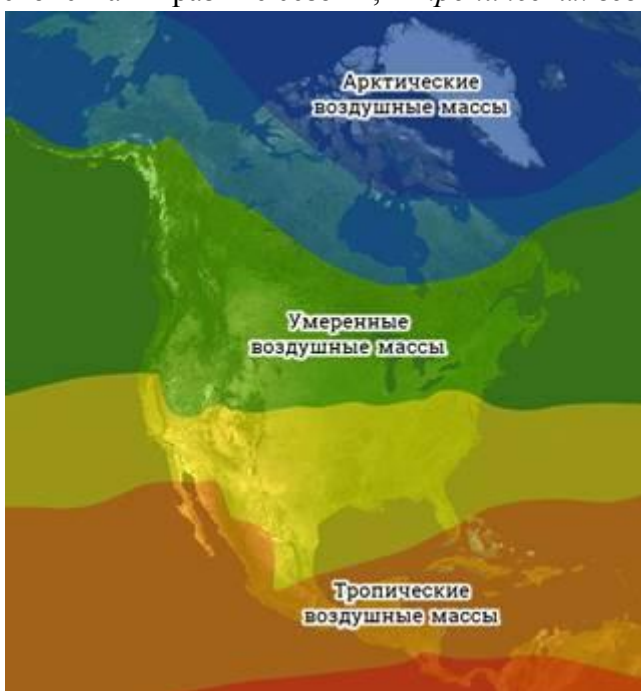 Арктические
воздушные массы
Умеренные
воздушные массы
Тропические
воздушные массы